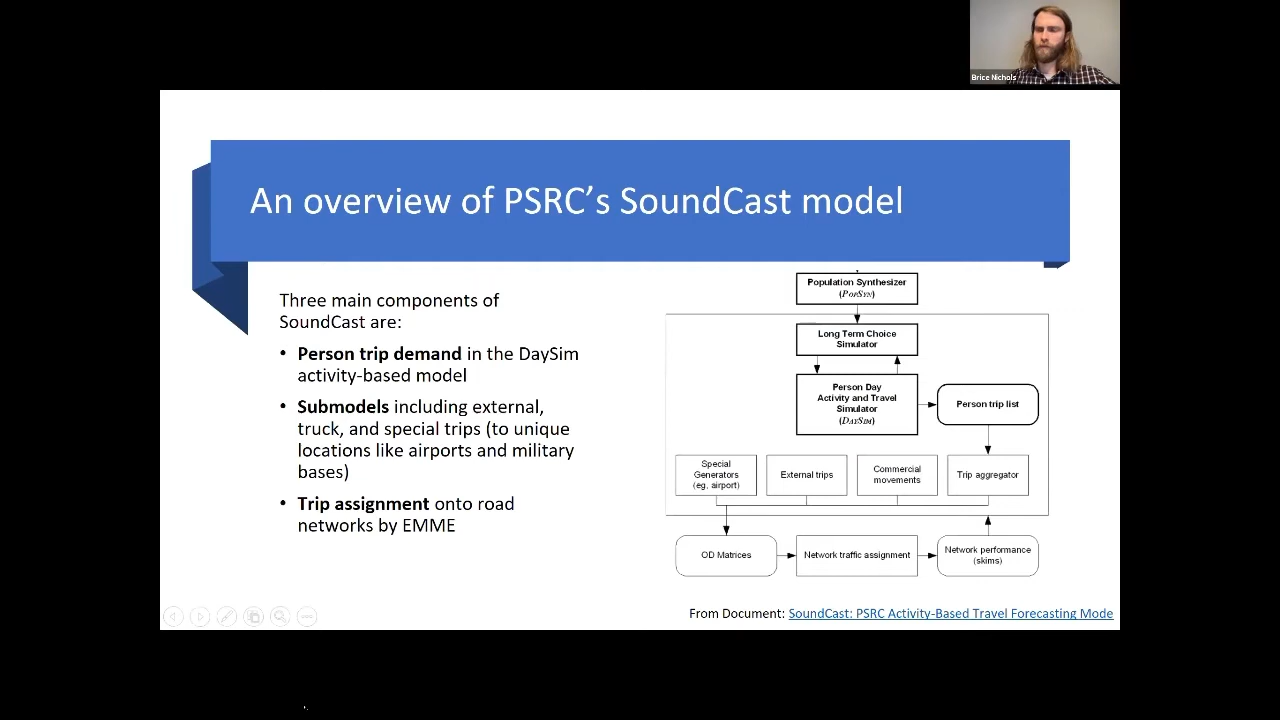 Brice Nichols
An overview of PSRC's SoundCast model
Three main components of
SoundCast are:
• Person trip demand in the DaySim
activity-based model
• Submodels including external,
truck, and special trips (to unique
locations like airports and military
bases)
• Trip assignment onto road
networks by EMME
Population Synthesizer
(PopSyn)
Long Term Choice
Simulator
Person Day
Activity and Travel
Simulator
(DaySim)
Person trip list
Special
Generators
(eg, airport)
External trips
Commercial
movements
Trip aggregator
OD Matrices
Network traffic assignment
Network performance
(skims)
From Document: SoundCast: PSRC Activity-Based Travel Forecasting Mode